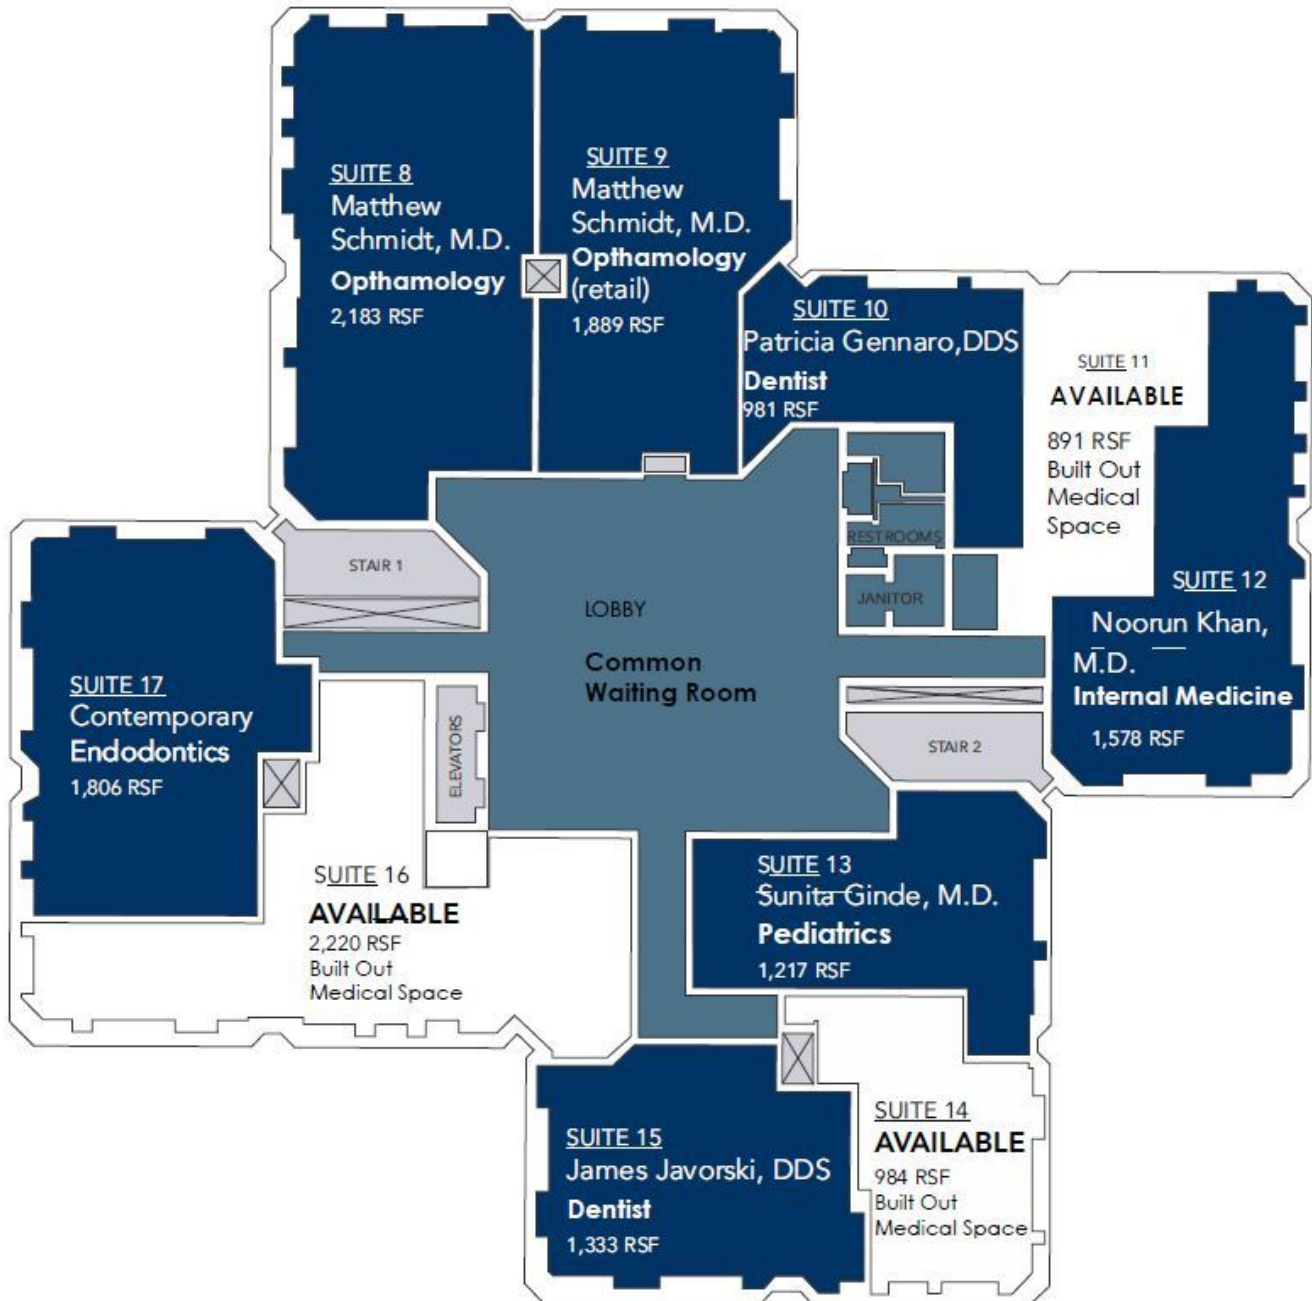 SUITE 8
Matthew
Schmidt, M.D.
Opthamology
2,183 RSF
SUITE 9
Matthew
Schmidt, M.D.
Opthamology
(retail)
1,889 RSF
SUITE 10
Patricia Gennaro,DDS
Dentist
981 RSF
SUITE 11
AVAILABLE
891 RSF
Built Out
Medical
Space
SUITE 12
Noorun Khan,
M.D.
Internal Medicine
1,578 RSF
RESTROOMS
JANITOR
STAIR 1
LOBBY
Common
Waiting Room
STAIR 2
ELEVATORS
SUITE 17
Contemporary
Endodontics
1,806 RSF
SUITE 16
AVAILABLE
2,220 RSF
Built Out
Medical Space
SUITE 13
Sunita Ginde, M.D.
Pediatrics
1,217 RSF
SUITE 15
James Javorski, DDS
Dentist
1,333 RSF
SUITE 14
AVAILABLE
984 RSF
Built Out
Medical Space